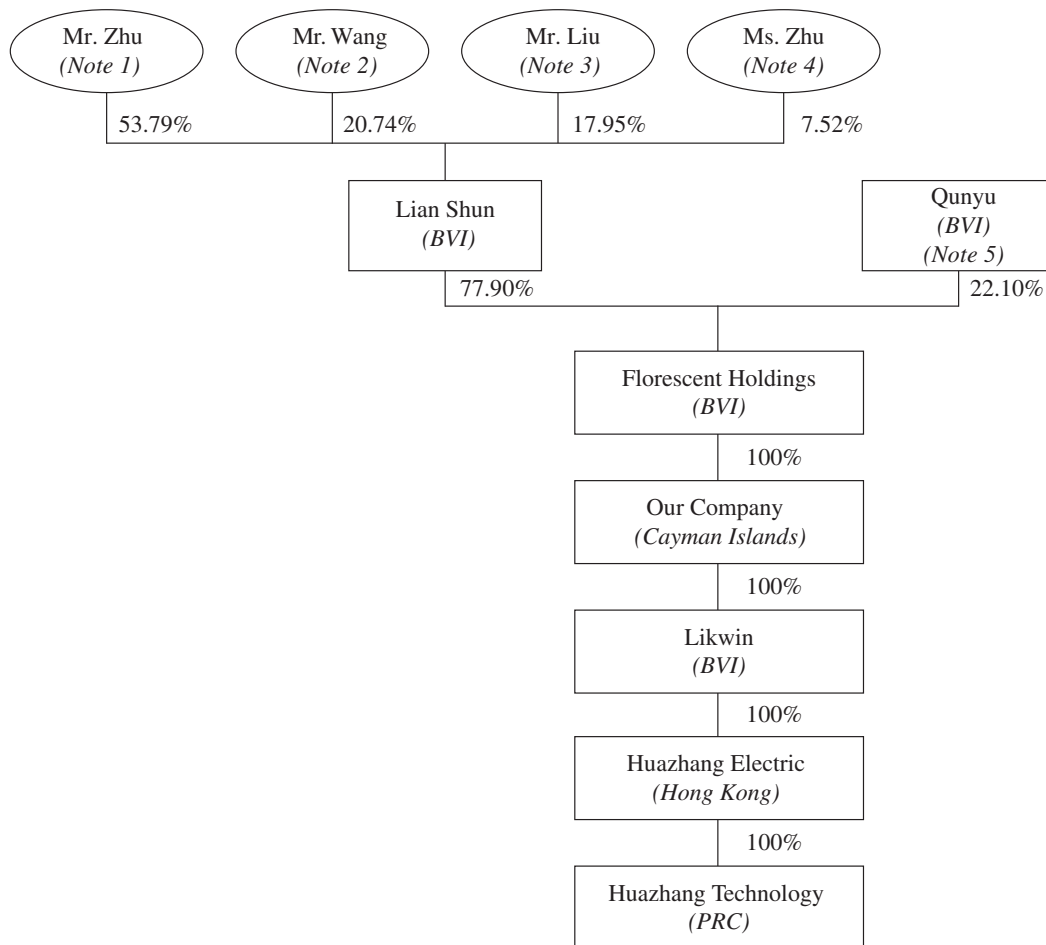 Mr. Zhu
(Note 1)
Mr. Wang
(Note 2)
Mr. Liu
(Note 3)
Ms. Zhu
(Note 4)
53.79%
20.74%
17.95%
7.52%
Lian Shun
(BVI)
Qunyu
(BVI)
(Note 5)
77.90%
22.10%
Florescent Holdings
(BVI)
100%
Our Company
(Cayman Islands)
100%
Likwin
(BVI)
100%
Huazhang Electric
(Hong Kong)
100%
Huazhang Technology
(PRC)